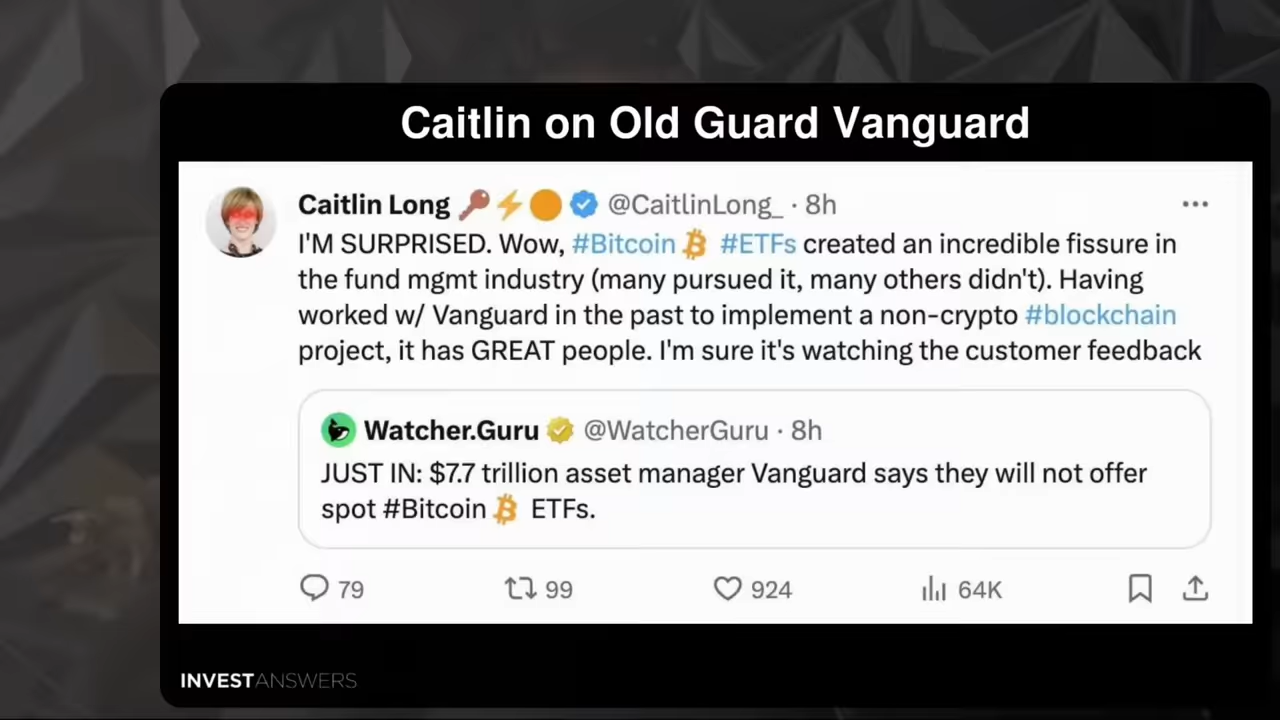 Caitlin on Old Guard Vanguard
Caitlin Long 🔑⚡🟠 @CaitlinLong_ · 8h
I'M SURPRISED. Wow, #Bitcoin ₿ #ETFs created an incredible fissure in
the fund mgmt industry (many pursued it, many others didn't). Having
worked w/ Vanguard in the past to implement a non-crypto #blockchain
project, it has GREAT people. I'm sure it's watching the customer feedback
Watcher.Guru @WatcherGuru · 8h
JUST IN: $7.7 trillion asset manager Vanguard says they will not offer
spot #Bitcoin ₿ ETFs.
79 99 924 64K
INVESTANSWERS